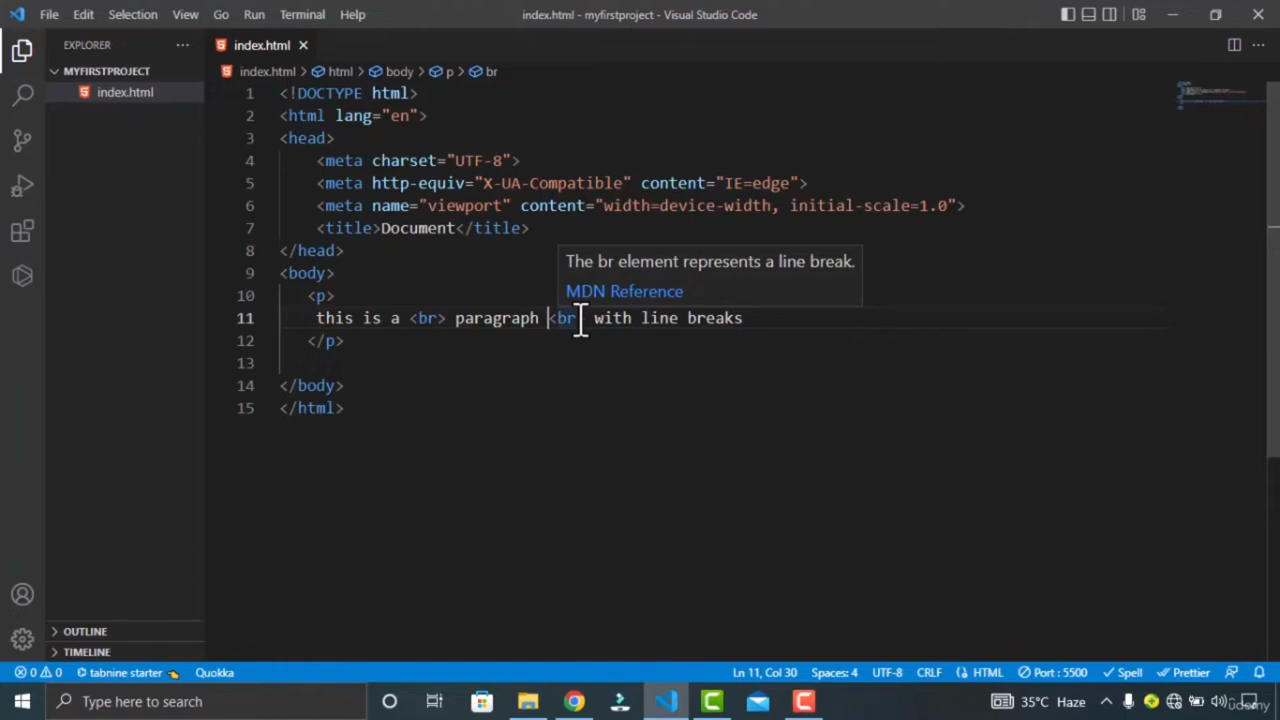 File Edit Selection View Go Run Terminal Help
index.html - myfirstproject - Visual Studio Code
EXPLORER
index.html
MYFIRSTPROJECT
index.html
index.html > html > body > p > br
1 <!DOCTYPE html>
2 <html lang="en">
3 <head>
4 <meta charset="UTF-8">
5 <meta http-equiv="X-UA-Compatible" content="IE=edge">
6 <meta name="viewport" content="width=device-width, initial-scale=1.0">
7 <title>Document</title>
8 </head>
9 <body>
The br element represents a line break.
MDN Reference
10 <p>
11 this is a <br> paragraph <br with line breaks
12 </p>
13
14 </body>
15 </html>
OUTLINE
TIMELINE
0 0 tabnine starter Quokka Ln 11, Col 30 Spaces: 4 UTF-8 CRLF HTML Port : 5500 Spell Prettier
Type here to search
35°C Haze
Udemy